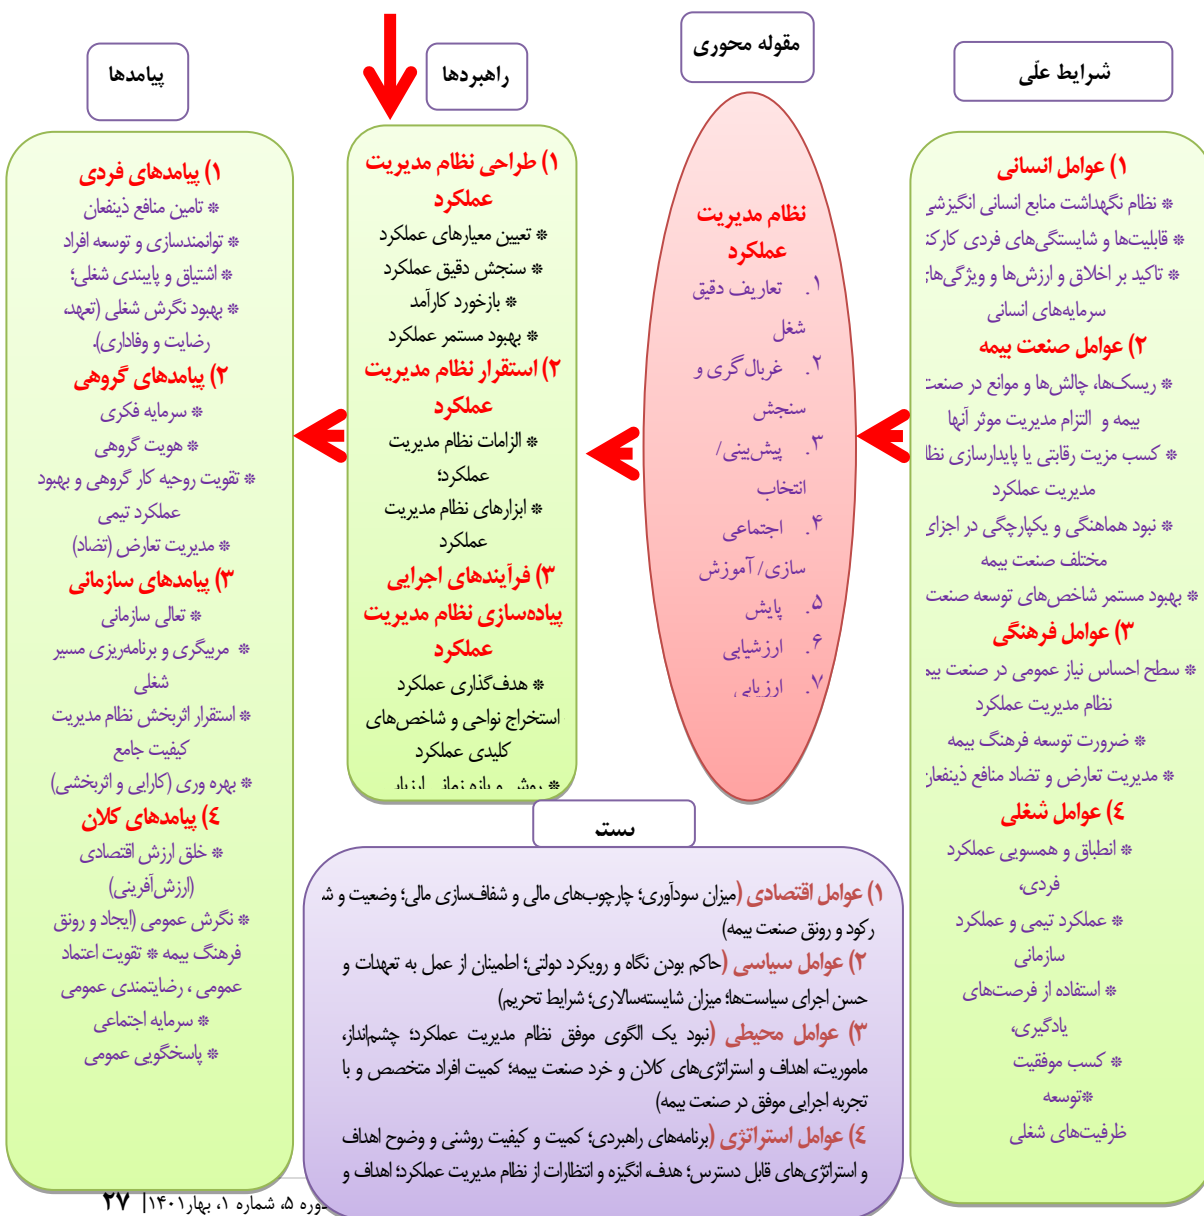 شرایط علّی
۱) عوامل انسانی
* نظام نگهداشت منابع انسانی انگیزشی
* قابلیت‌ها و شایستگی‌های فردی
* تاکید بر اخلاق و ارزش‌ها و ویژگی‌های
سرمایه‌های انسانی
۲) عوامل صنعت بیمه
* ریسک‌ها، چالش‌ها و موانع در صنعت
بیمه و التزام مدیریت موثر آنها
* کسب مزیت رقابتی یا پایدارسازی
مدیریت عملکرد
* نبود هماهنگی و یکپارچگی در اجزای
مختلف صنعت بیمه
* بهبود مستمر شاخص‌های توسعه صنعت
۳) عوامل فرهنگی
* سطح احساس نیاز عمومی در صنعت
نظام مدیریت عملکرد
* ضرورت توسعه فرهنگ بیمه
* مدیریت تعارض و تضاد منافع ذینفعان
٤) عوامل شغلی
* انطباق و همسویی عملکرد
فردی،
* عملکرد تیمی و عملکرد
سازمانی
* استفاده از فرصت‌های
یادگیری،
* کسب موفقیت
*توسعه
ظرفیت‌های شغلی
مقوله محوری
نظام مدیریت
عملکرد
۱. تعاریف دقیق
شغل
۲. غربال گری و
سنجش
۳. پیش‌بینی/
انتخاب
۴. اجتماعی
سازی/ آموزش
۵. پایش
۶. ارزشیابی
۷. ارزیابی
راهبردها
۱) طراحی نظام مدیریت
عملکرد
* تعیین معیارهای عملکرد
* سنجش دقیق عملکرد
* بازخورد کارآمد
* بهبود مستمر عملکرد
۲) استقرار نظام مدیریت
عملکرد
* الزامات نظام مدیریت
عملکرد؛
* ابزارهای نظام مدیریت
عملکرد
۳) فرآیندهای اجرایی
پیاده‌سازی نظام مدیریت
عملکرد
* هدف‌گذاری عملکرد
استخراج نواحی و شاخص‌های
کلیدی عملکرد
* روش و بازه زمانی
پیامدها
۱) پیامدهای فردی
* تامین منافع ذینفعان
* توانمندسازی و توسعه افراد
* اشتیاق و پایبندی شغلی؛
* بهبود نگرش شغلی (تعهد،
رضایت و وفاداری).
۲) پیامدهای گروهی
* سرمایه فکری
* هویت گروهی
* تقویت روحیه کار گروهی و بهبود
عملکرد تیمی
* مدیریت تعارض (تضاد)
۳) پیامدهای سازمانی
* تعالی سازمانی
* مربیگری و برنامه‌ریزی مسیر
شغلی
* استقرار اثربخش نظام مدیریت
کیفیت جامع
* بهره وری (کارایی و اثربخشی)
٤) پیامدهای کلان
* خلق ارزش اقتصادی
(ارزش‌آفرینی)
* نگرش عمومی (ایجاد و رونق
فرهنگ بیمه * تقویت اعتماد
عمومی ، رضایتمندی عمومی
* سرمایه اجتماعی
* پاسخگویی عمومی
۱) عوامل اقتصادی (میزان سودآوری؛ چارچوب‌های مالی و شفاف‌سازی مالی؛ وضعیت و
رکود و رونق صنعت بیمه)
۲) عوامل سیاسی (حاکم بودن نگاه و رویکرد دولتی؛ اطمینان از عمل به تعهدات و
حسن اجرای سیاست‌ها؛ میزان شایسته‌سالاری؛ شرایط تحریم)
۳) عوامل محیطی (نبود یک الگوی موفق نظام مدیریت عملکرد؛ چشم‌انداز،
ماموریت، اهداف و استراتژی‌های کلان و خرد صنعت بیمه؛ کمیت افراد متخصص و با
تجربه اجرایی موفق در صنعت بیمه)
٤) عوامل استراتژی (برنامه‌های راهبردی؛ کمیت و کیفیت روشنی و وضوح اهداف
و استراتژی‌های قابل دسترس؛ هدف، انگیزه و انتظارات از نظام مدیریت عملکرد؛ اهداف و
دوره ۵، شماره ۱، بهار۱۴۰۱| ۲۷